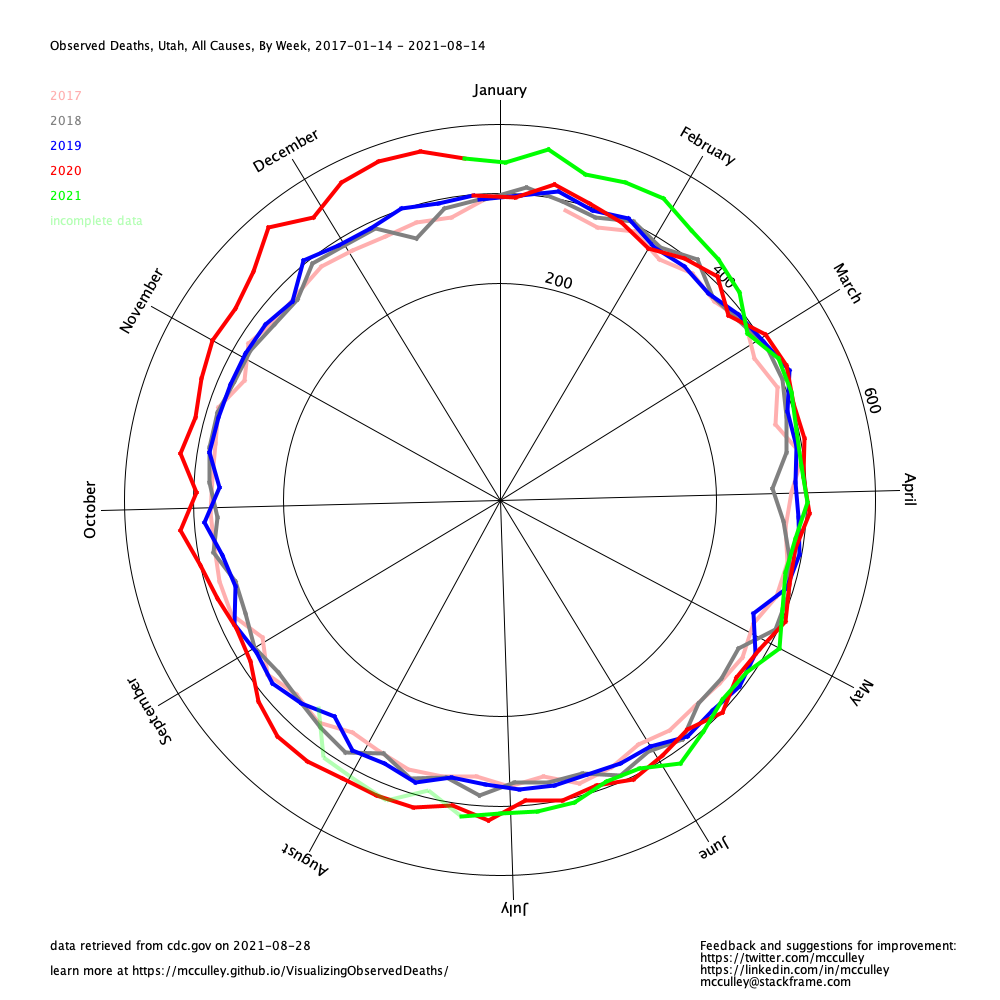 Observed Deaths, Utah, All Causes, By Week, 2017-01-14 - 2021-08-14
January
2017
2018
2019
2020
2021
incomplete data
February
March
April
May
June
July
August
September
October
November
December
200
400
600
data retrieved from cdc.gov on 2021-08-28
learn more at https://mcculley.github.io/VisualizingObservedDeaths/
Feedback and suggestions for improvement:
https://twitter.com/mcculley
https://linkedin.com/in/mcculley
mcculley@stackframe.com